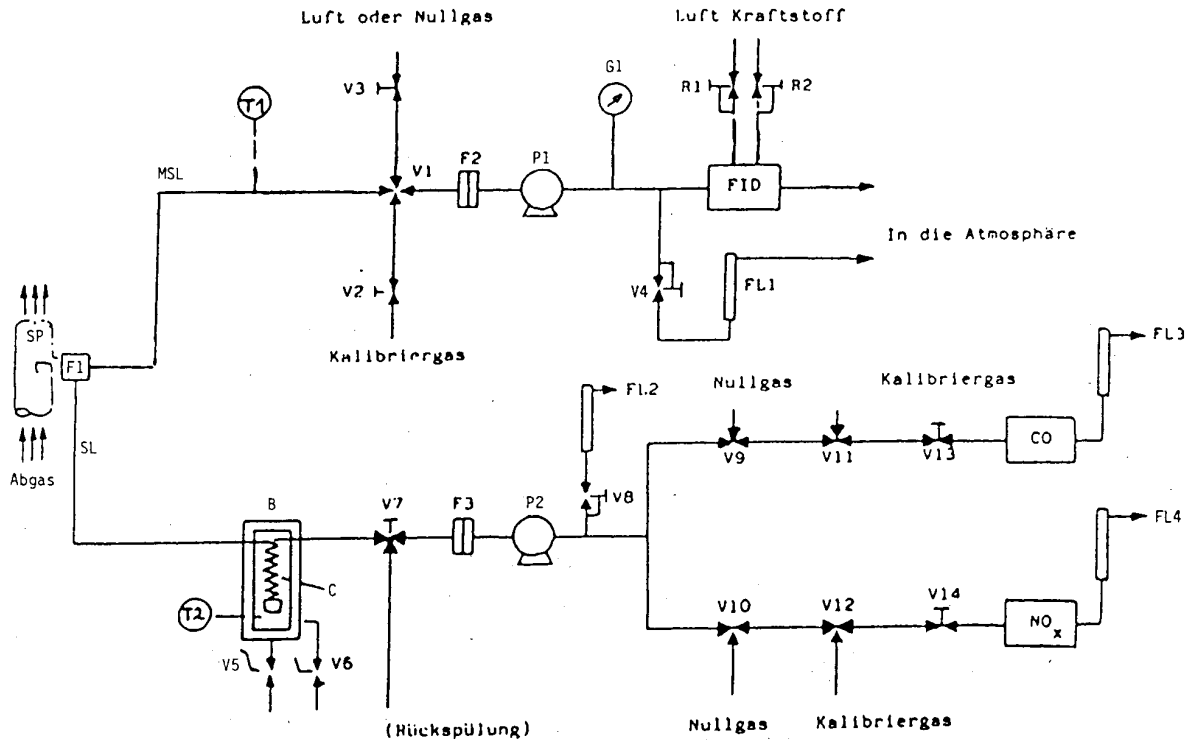 Luft oder Nullgas
Luft Kraftstoff
V3
G1
R1
R2
T1
MSL
V1
F2
P1
FID
In die Atmosphäre
V2
V4
FL1
Kalibriergas
SP
F1
FL3
Nullgas
Kalibriergas
FL2
SL
CO
V9
V11
V13
Abgas
B
V7
F3
P2
V8
FL4
C
T2
V10
V12
V14
NOx
V5
V6
(Rückspülung)
Nullgas
Kalibriergas